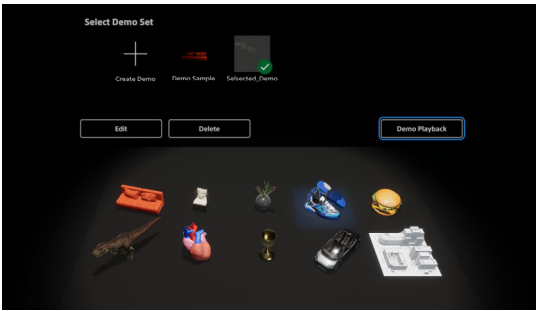 Select Demo Set
Create Demo
Demo Sample
Selsected_Demo
Edit
Delete
Demo Playback